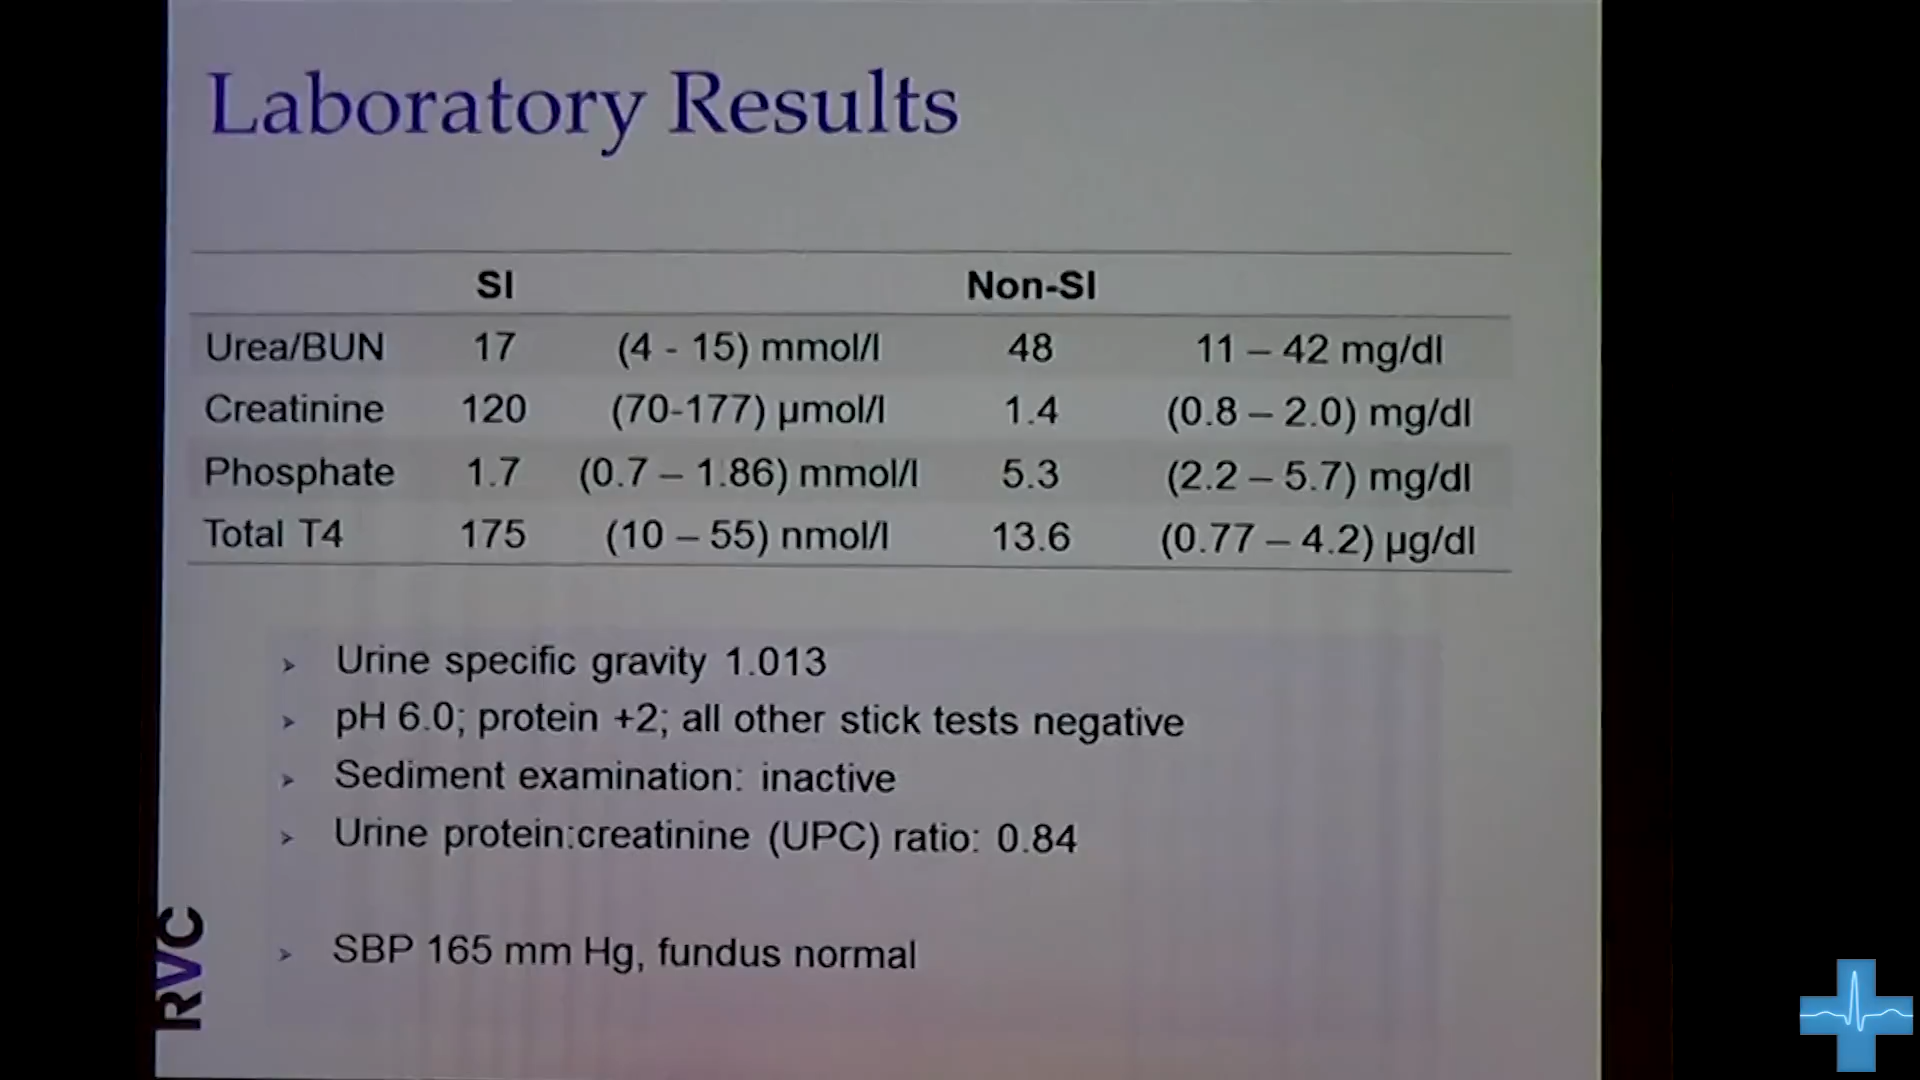 Laboratory Results
SI Non-SI
Urea/BUN 17 (4 - 15) mmol/l 48 11 – 42 mg/dl
Creatinine 120 (70-177) µmol/l 1.4 (0.8 – 2.0) mg/dl
Phosphate 1.7 (0.7 – 1.86) mmol/l 5.3 (2.2 – 5.7) mg/dl
Total T4 175 (10 – 55) nmol/l 13.6 (0.77 – 4.2) µg/dl
Urine specific gravity 1.013
pH 6.0; protein +2; all other stick tests negative
Sediment examination: inactive
Urine protein:creatinine (UPC) ratio: 0.84
SBP 165 mm Hg, fundus normal
RVC